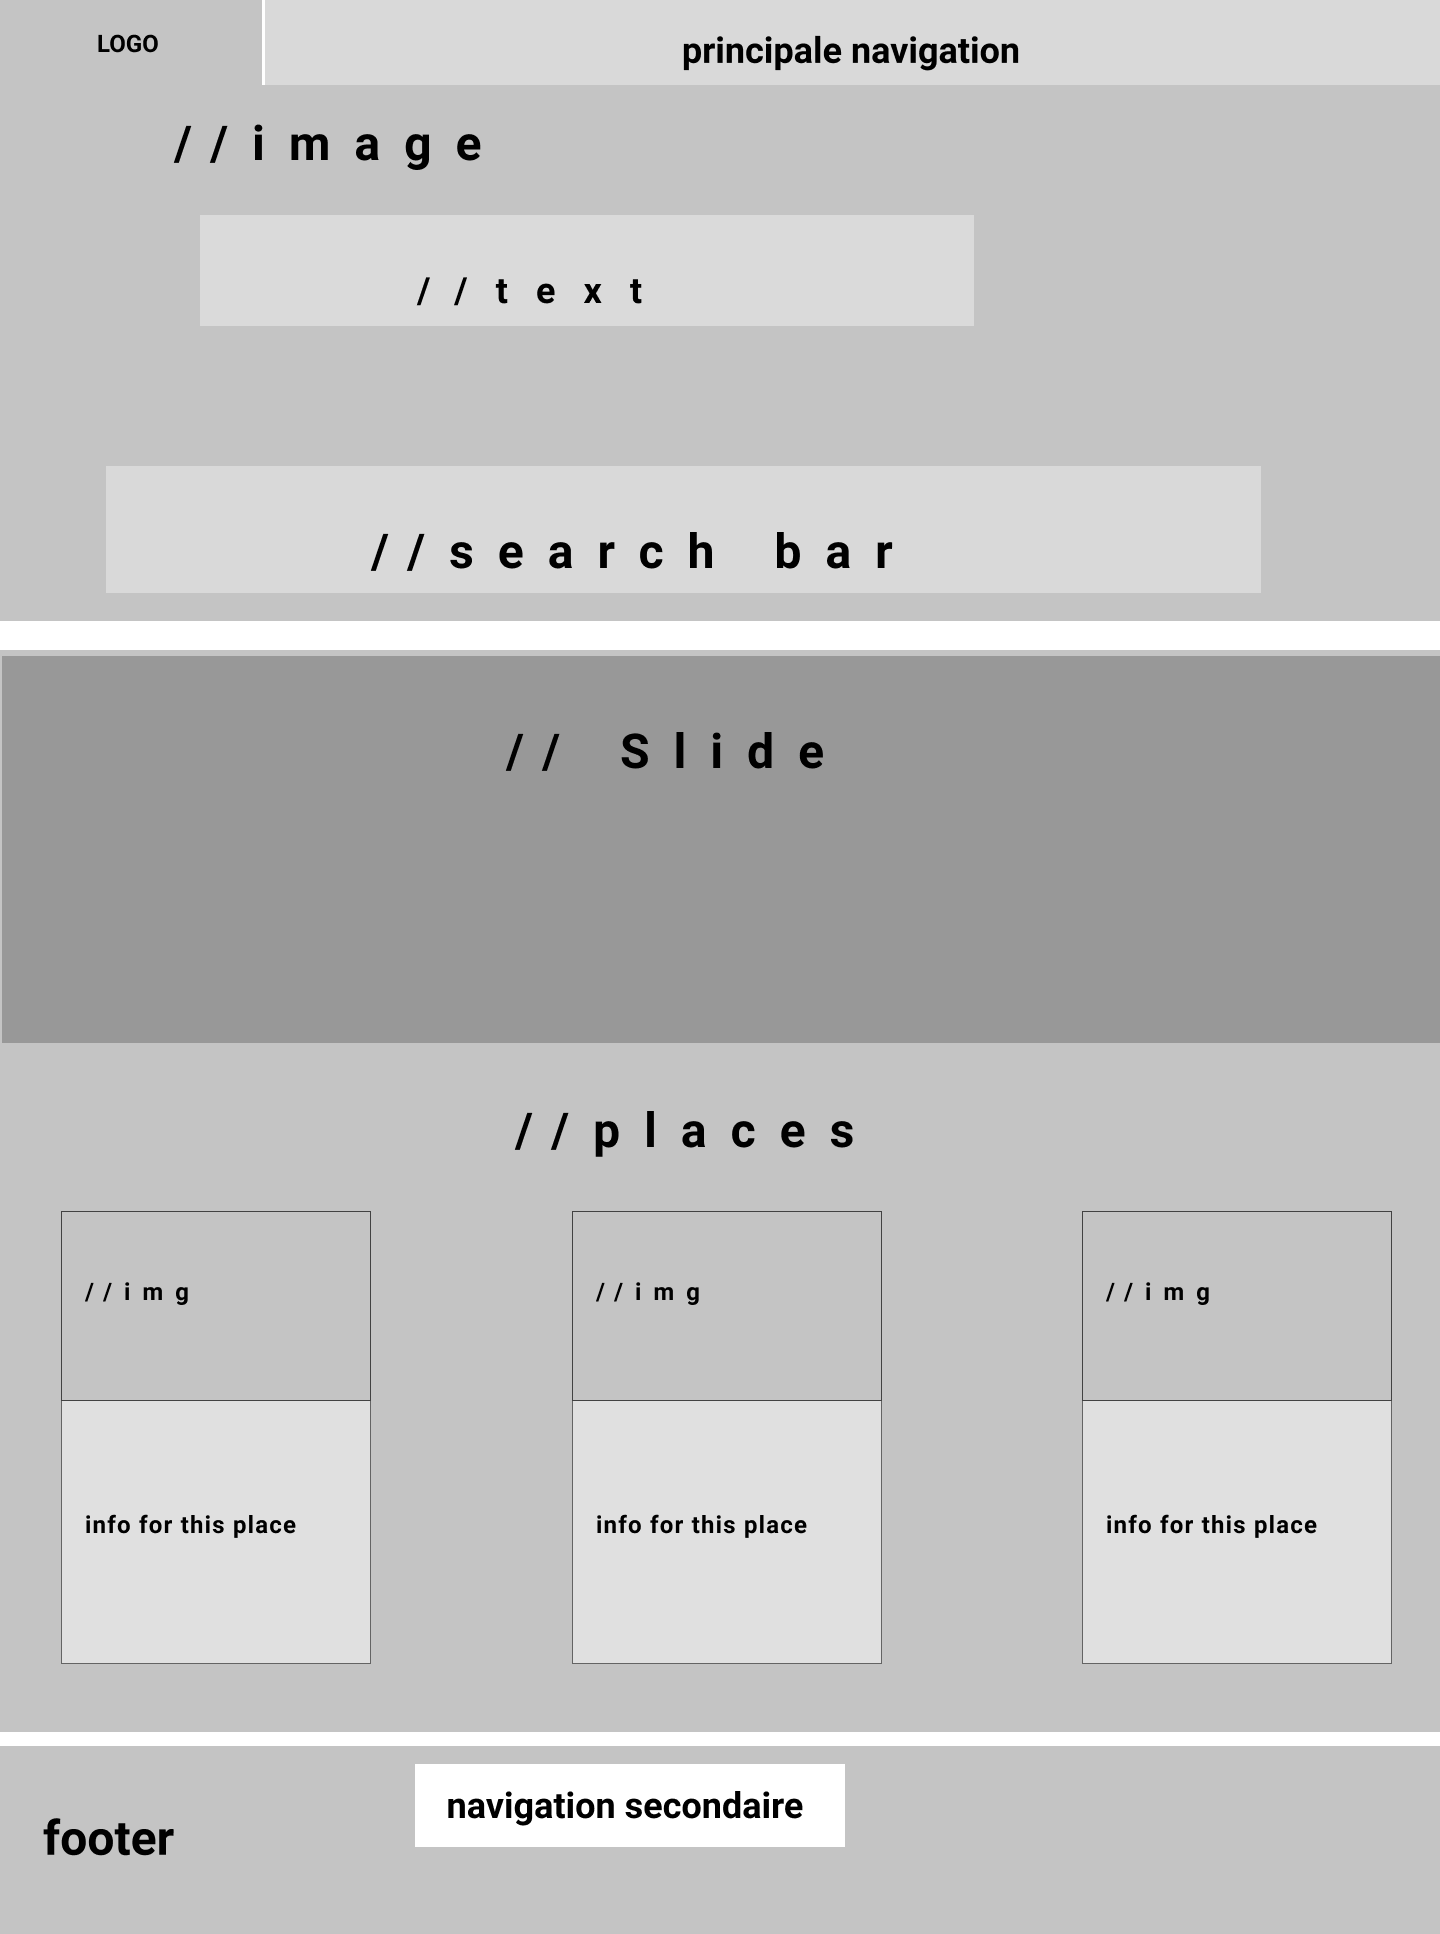 LOGO
principale navigation
//image
// text
//search bar
// Slide
//places
//img
//img
//img
info for this place
info for this place
info for this place
navigation secondaire
footer